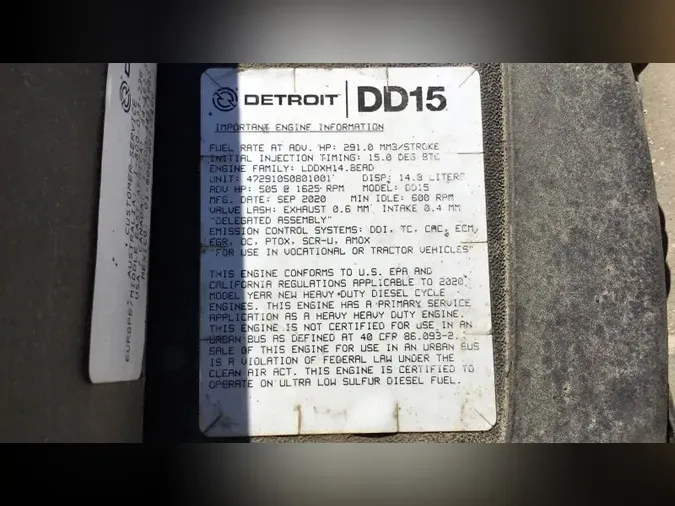 DETROIT DD15
IMPORTANT ENGINE INFORMATION
FUEL RATE AT ADV. HP: 291.0 MM3/STROKE
INITIAL INJECTION TIMING: 15.0 DEG BTC
ENGINE FAMILY: LDDXH14.8EAD
UNIT: 472910S0801001 DISP: 14.8 LITERS
ADV HP: 505 @ 1625 RPM MODEL: DD15
MFG. DATE: SEP 2020 MIN IDLE: 600 RPM
VALVE LASH: EXHAUST 0.6 MM INTAKE 0.4 MM
"DELEGATED ASSEMBLY"
EMISSION CONTROL SYSTEMS: DDI, TC, CAC, ECM,
EGR, OC, PTOX, SCR-U, AMOX
"FOR USE IN VOCATIONAL OR TRACTOR VEHICLES"
THIS ENGINE CONFORMS TO U.S. EPA AND
CALIFORNIA REGULATIONS APPLICABLE TO 2020
MODEL YEAR NEW HEAVY-DUTY DIESEL CYCLE
ENGINES. THIS ENGINE HAS A PRIMARY SERVICE
APPLICATION AS A HEAVY HEAVY DUTY ENGINE.
THIS ENGINE IS NOT CERTIFIED FOR USE IN AN
URBAN BUS AS DEFINED AT 40 CFR 86.093-2.
SALE OF THIS ENGINE FOR USE IN AN URBAN BUS
IS A VIOLATION OF FEDERAL LAW UNDER THE
CLEAN AIR ACT. THIS ENGINE IS CERTIFIED TO
OPERATE ON ULTRA LOW SULFUR DIESEL FUEL.
CUSTOMER SERVICE